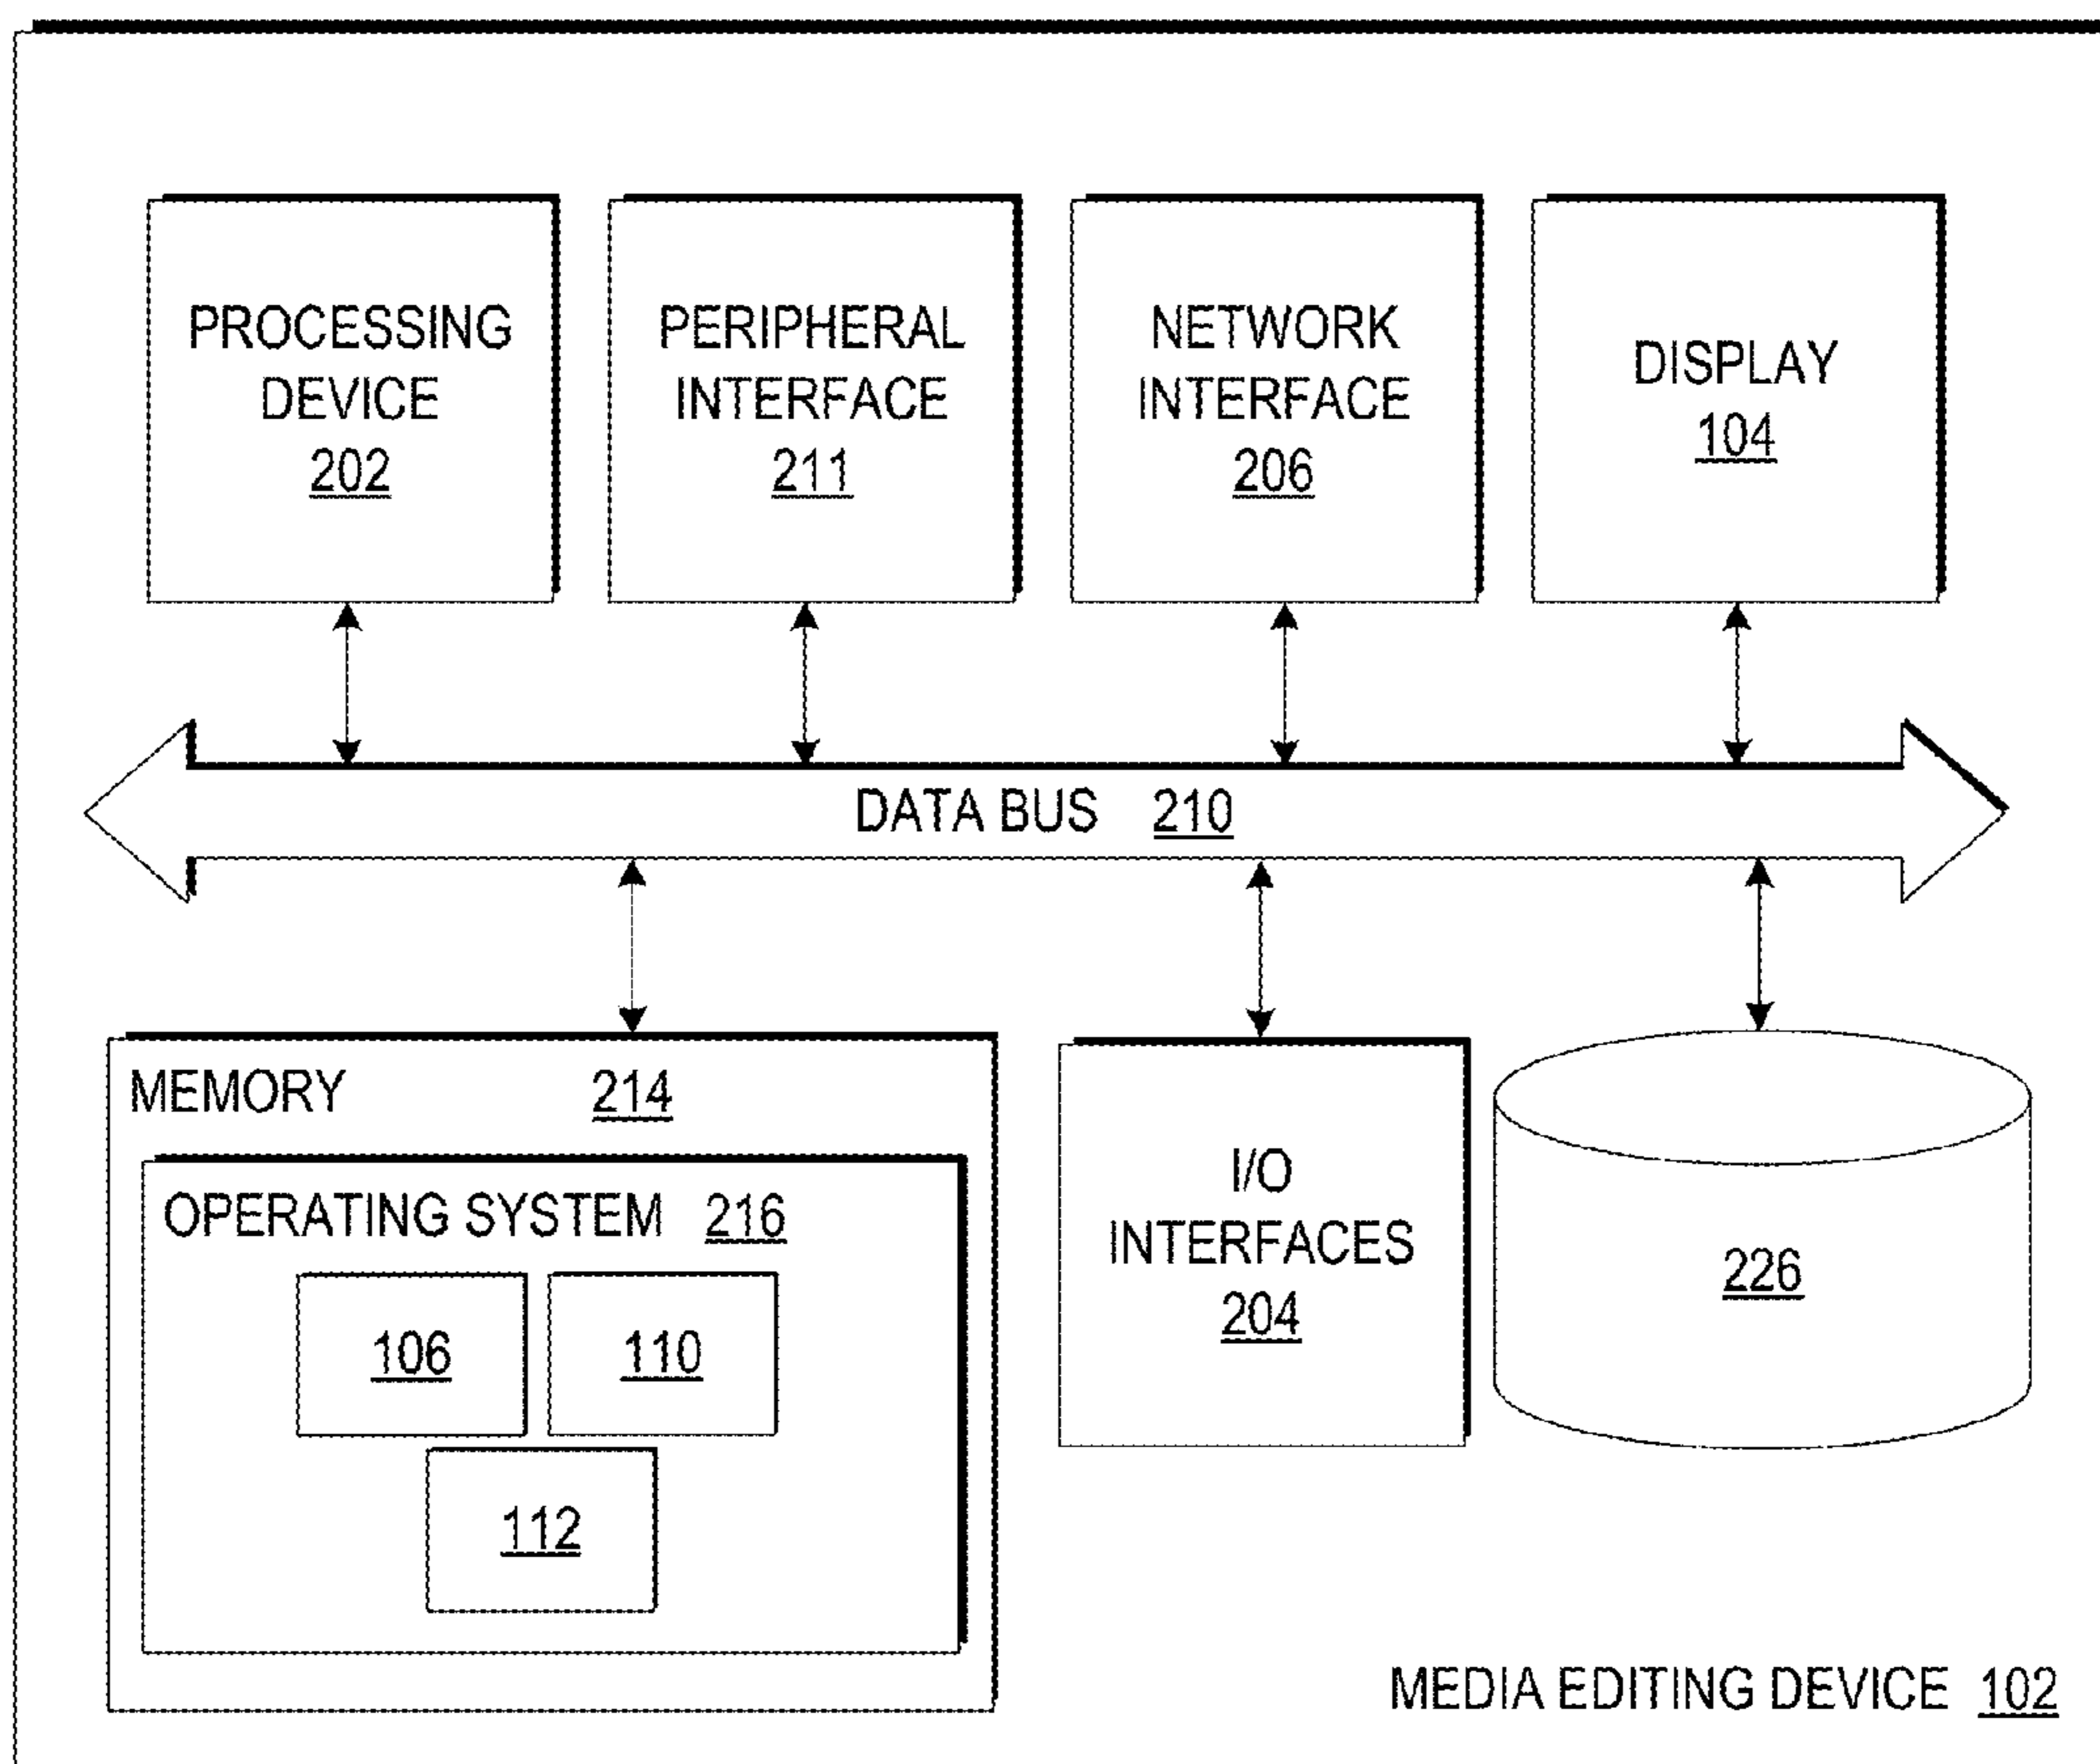 PROCESSING
DEVICE
202
PERIPHERAL
INTERFACE
211
NETWORK
INTERFACE
206
DISPLAY
104
DATA BUS 210
MEMORY 214
OPERATING SYSTEM 216
106
110
112
I/O
INTERFACES
204
226
MEDIA EDITING DEVICE 102